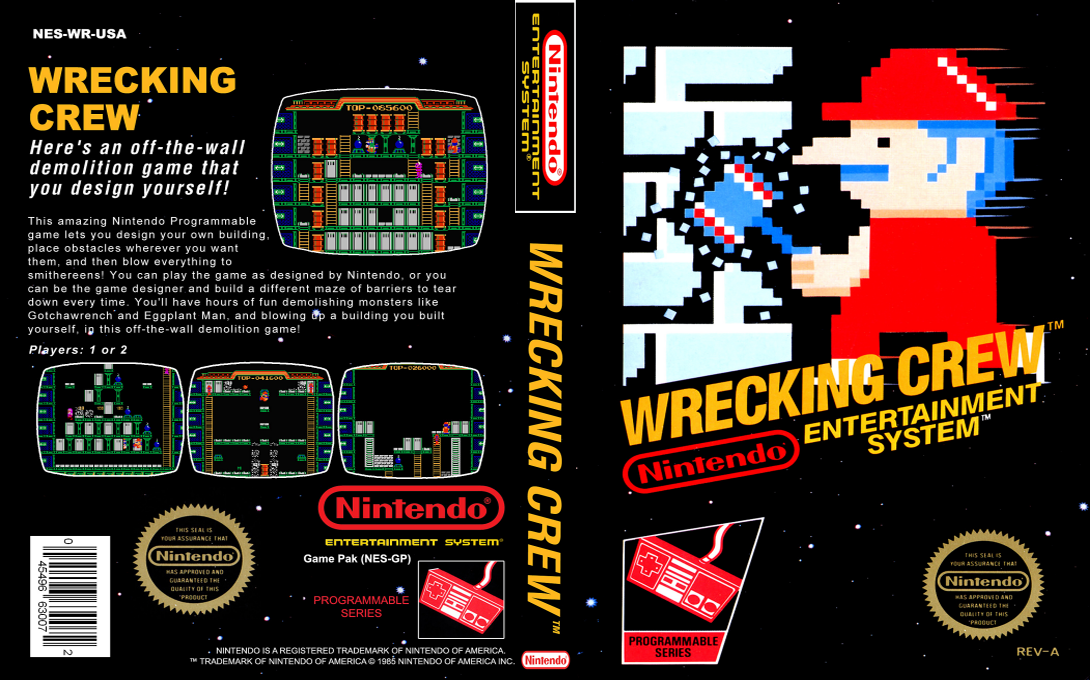 NES-WR-USA
WRECKING
CREW
Here's an off-the-wall
demolition game that
you design yourself!
This amazing Nintendo Programmable
game lets you design your own building,
place obstacles wherever you want
them, and then blow everything to
smithereens! You can play the game as designed by Nintendo, or you
can be the game designer and build a different maze of barriers to tear
down every time. You'll have hours of fun demolishing monsters like
Gotchawrench and Eggplant Man, and blowing up a building you built
yourself, in this off-the-wall demolition game!
Players: 1 or 2
TOP-065600
TOP-041600
TOP-026000
THIS SEAL IS
YOUR ASSURANCE THAT
Nintendo
HAS APPROVED AND
GUARANTEED THE
QUALITY OF THIS
PRODUCT
0
45496 63007
2
Nintendo®
ENTERTAINMENT SYSTEM®
Game Pak (NES-GP)
PROGRAMMABLE
SERIES
NINTENDO IS A REGISTERED TRADEMARK OF NINTENDO OF AMERICA.
™ TRADEMARK OF NINTENDO OF AMERICA © 1985 NINTENDO OF AMERICA INC.
Nintendo®
ENTERTAINMENT
SYSTEM®
WRECKING CREW™
Nintendo
WRECKING CREW™
Nintendo®
ENTERTAINMENT
SYSTEM™
PROGRAMMABLE
SERIES
THIS SEAL IS
YOUR ASSURANCE THAT
Nintendo
HAS APPROVED AND
GUARANTEED THE
QUALITY OF THIS
PRODUCT
REV-A